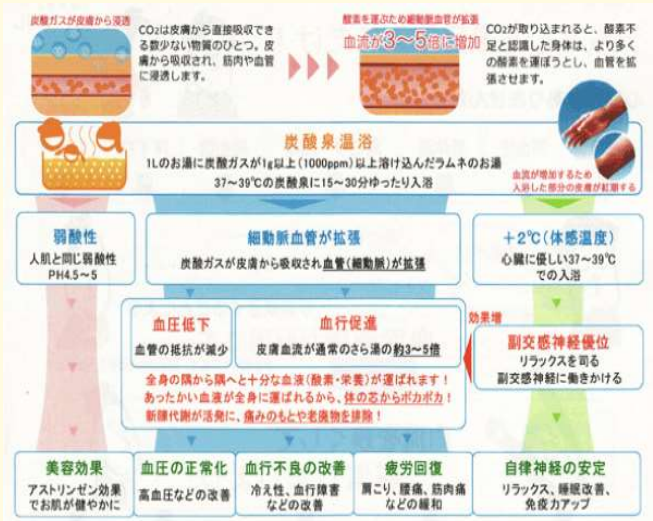 炭酸ガスが皮膚から浸透
CO₂は皮膚から直接吸収でき
る数少ない物質のひとつ。皮
膚から吸収され、筋肉や血管
に浸透します。
酸素を運ぶため細動脈血管が拡張
血流が3～5倍に増加
CO₂が取り込まれると、酸素不
足と認識した身体は、より多く
の酸素を運ぼうとし、血管を拡
張させます。
炭酸泉温浴
1Lのお湯に炭酸ガスが1g以上(1000ppm)以上溶け込んだラムネのお湯
37～39℃の炭酸泉に15～30分ゆったり入浴
血流が増加するため
入浴した部分の皮膚が紅潮する
弱酸性
人肌と同じ弱酸性
PH4.5～5
細動脈血管が拡張
炭酸ガスが皮膚から吸収され血管(細動脈)が拡張
＋2℃(体感温度)
心臓に優しい37～39℃
での入浴
血圧低下
血管の抵抗が減少
血行促進
皮膚血流が通常のさら湯の約3～5倍
効果増
副交感神経優位
リラックスを司る
副交感神経に働きかける
全身の隅から隅へと十分な血液(酸素・栄養)が運ばれます！
あったかい血液が全身に運ばれるから、体の芯からポカポカ！
新陳代謝が活発に、痛みのもとや老廃物を排除！
美容効果
アストリンゼン効果
でお肌が健やかに
血圧の正常化
高血圧などの改善
血行不良の改善
冷え性、血行障害
などの改善
疲労回復
肩こり、腰痛、筋肉痛
などの緩和
自律神経の安定
リラックス、睡眠改善、
免疫力アップ